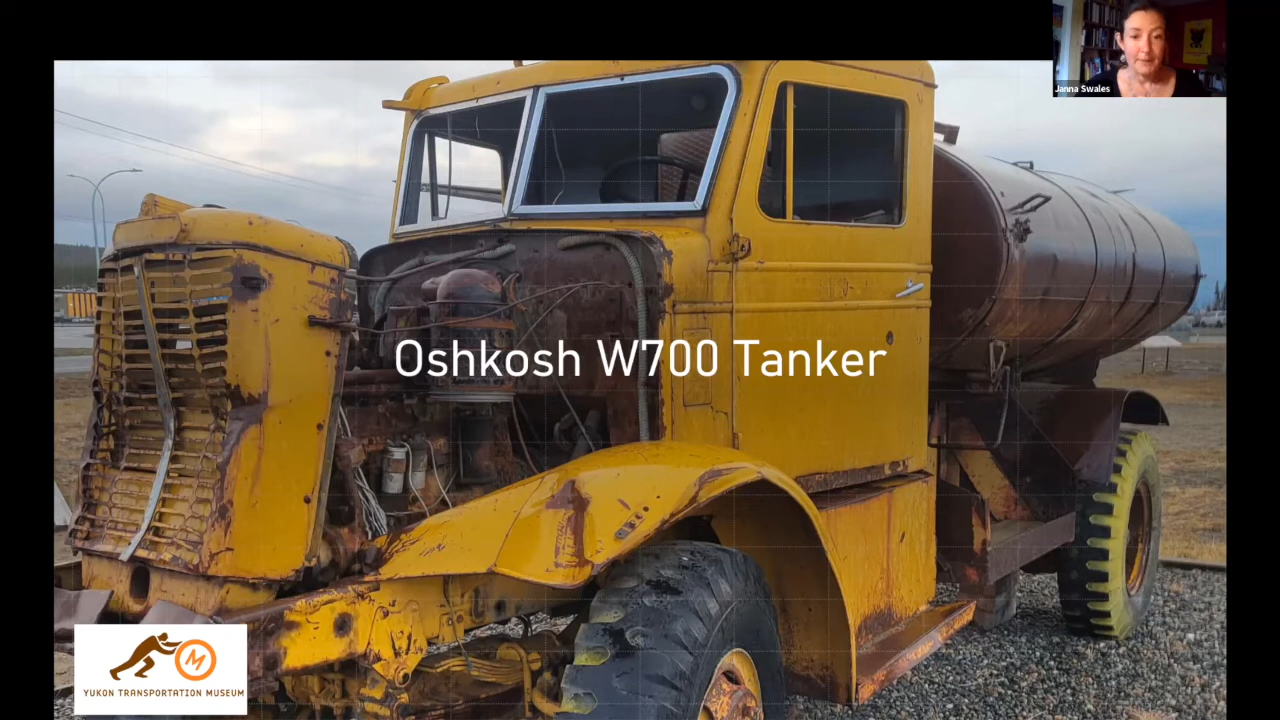 Janna Swales
Oshkosh W700 Tanker
M
YUKON TRANSPORTATION MUSEUM